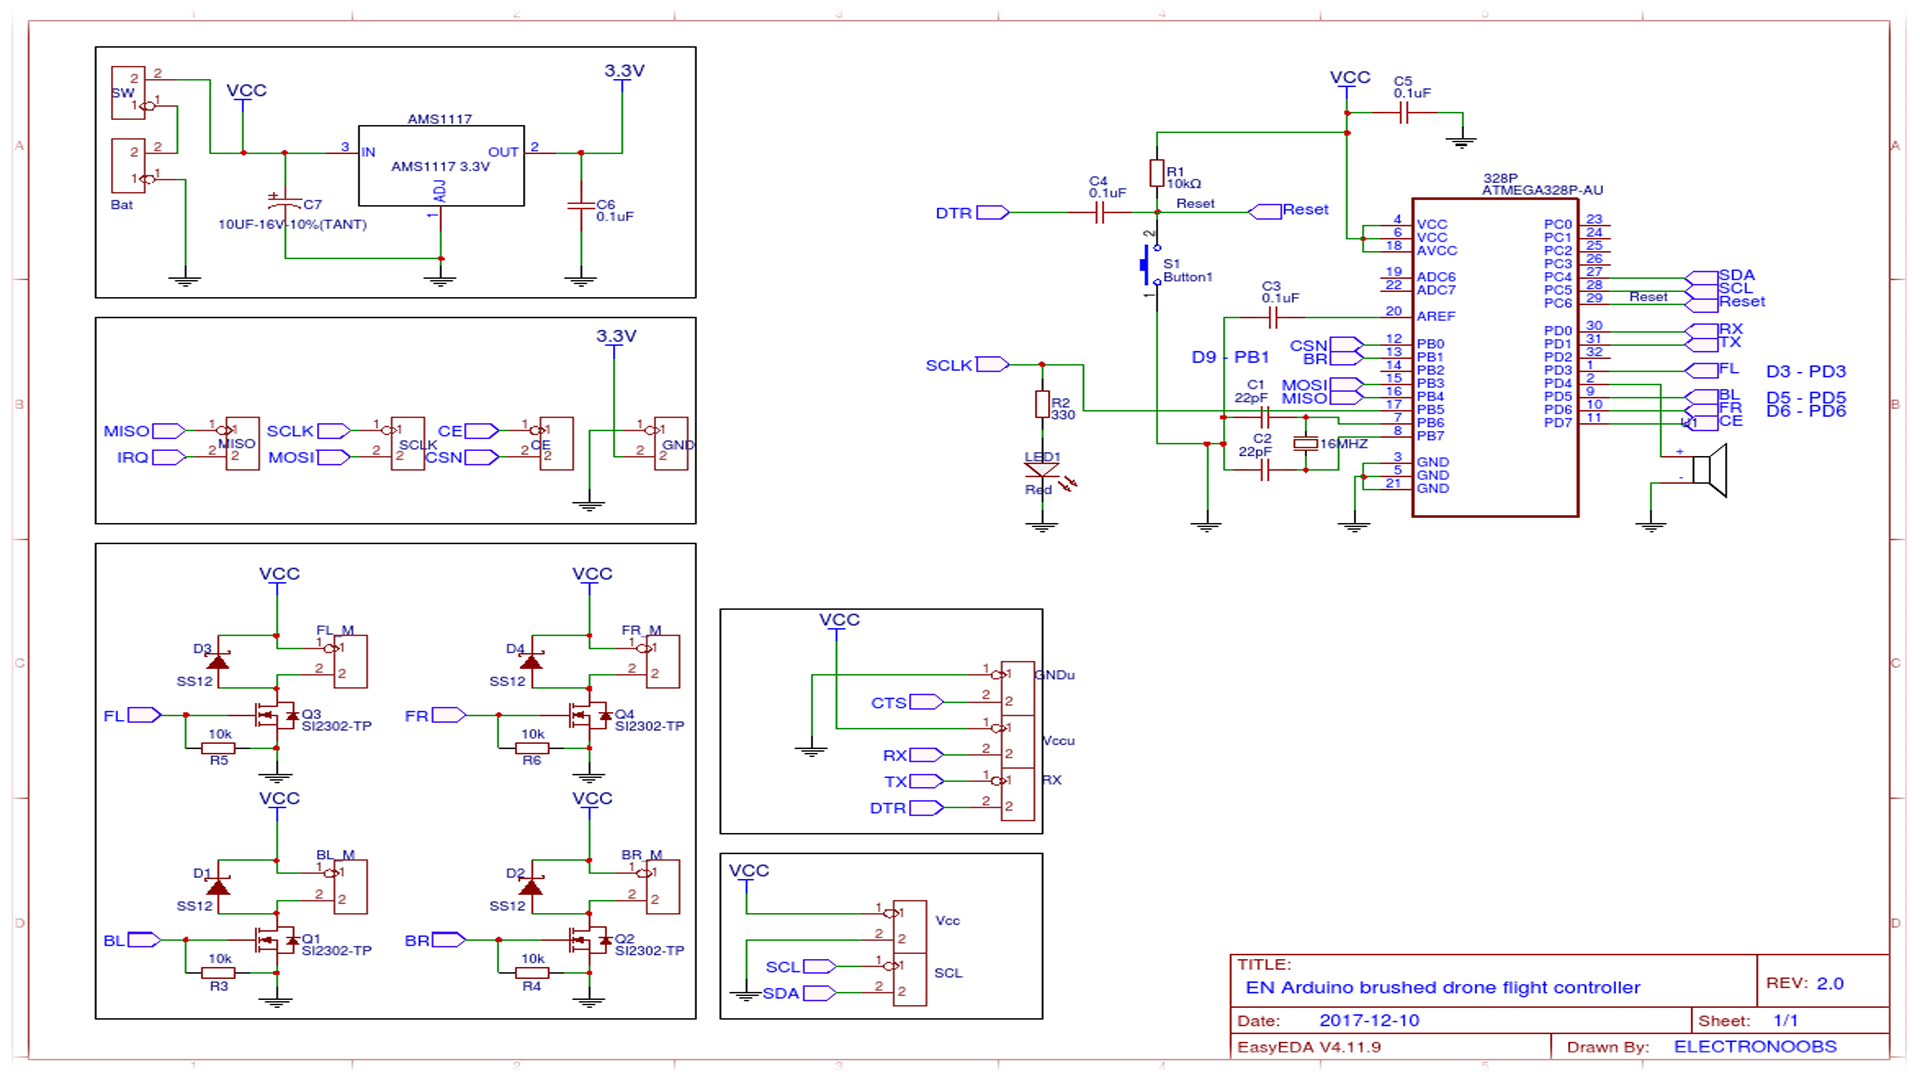 1 2 3 4 5
A
B
C
D
A
B
C
D
SW
2 2
1 1
VCC
2 2
1 1
Bat
AMS1117
3 IN OUT 2
AMS1117 3.3V
ADJ
1
C7
10UF-16V-10%(TANT)
3.3V
C6
0.1uF
3.3V
MISO 1 1
IRQ 2 2
MISO
SCLK 1 1
MOSI 2 2
SCLK
CE 1 1
CSN 2 2
CE
1 1
2 2
GND
VCC
D3
SS12
FL_M
1 1
2 2
FL
Q3
SI2302-TP
10k
R5
VCC
D4
SS12
FR_M
1 1
2 2
FR
Q4
SI2302-TP
10k
R6
VCC
D1
SS12
BL_M
1 1
2 2
BL
Q1
SI2302-TP
10k
R3
VCC
D2
SS12
BR_M
1 1
2 2
BR
Q2
SI2302-TP
10k
R4
VCC
1 1 GNDu
CTS 2 2
1 1
Vccu
RX 2 2
TX 1 1 RX
DTR 2 2
VCC
1 1
Vcc
2 2
SCL 1 1
SCL
SDA 2 2
VCC
C5
0.1uF
R1
10kΩ
C4
0.1uF
DTR
Reset
Reset
2
S1
Button1
1
C3
0.1uF
SCLK
R2
330
LED1
Red
D9 - PB1
CSN
BR
MOSI
MISO
C1
22pF
C2
22pF
16MHZ
328P
ATMEGA328P-AU
4 VCC
6 VCC
18 AVCC
19 ADC6
22 ADC7
20 AREF
12 PB0
13 PB1
14 PB2
15 PB3
16 PB4
17 PB5
7 PB6
8 PB7
3 GND
5 GND
21 GND
PC0 23
PC1 24
PC2 25
PC3 26
PC4 27 SDA
PC5 28 SCL
PC6 29 Reset Reset
PD0 30 RX
PD1 31 TX
PD2 32
PD3 1 FL D3 - PD3
PD4 2
PD5 9 BL D5 - PD5
PD6 10 FR D6 - PD6
PD7 11 U1 CE
+
-
TITLE:
EN Arduino brushed drone flight controller
REV: 2.0
Date: 2017-12-10
Sheet: 1/1
EasyEDA V4.11.9
Drawn By: ELECTRONOOBS
1 2 3 4 5